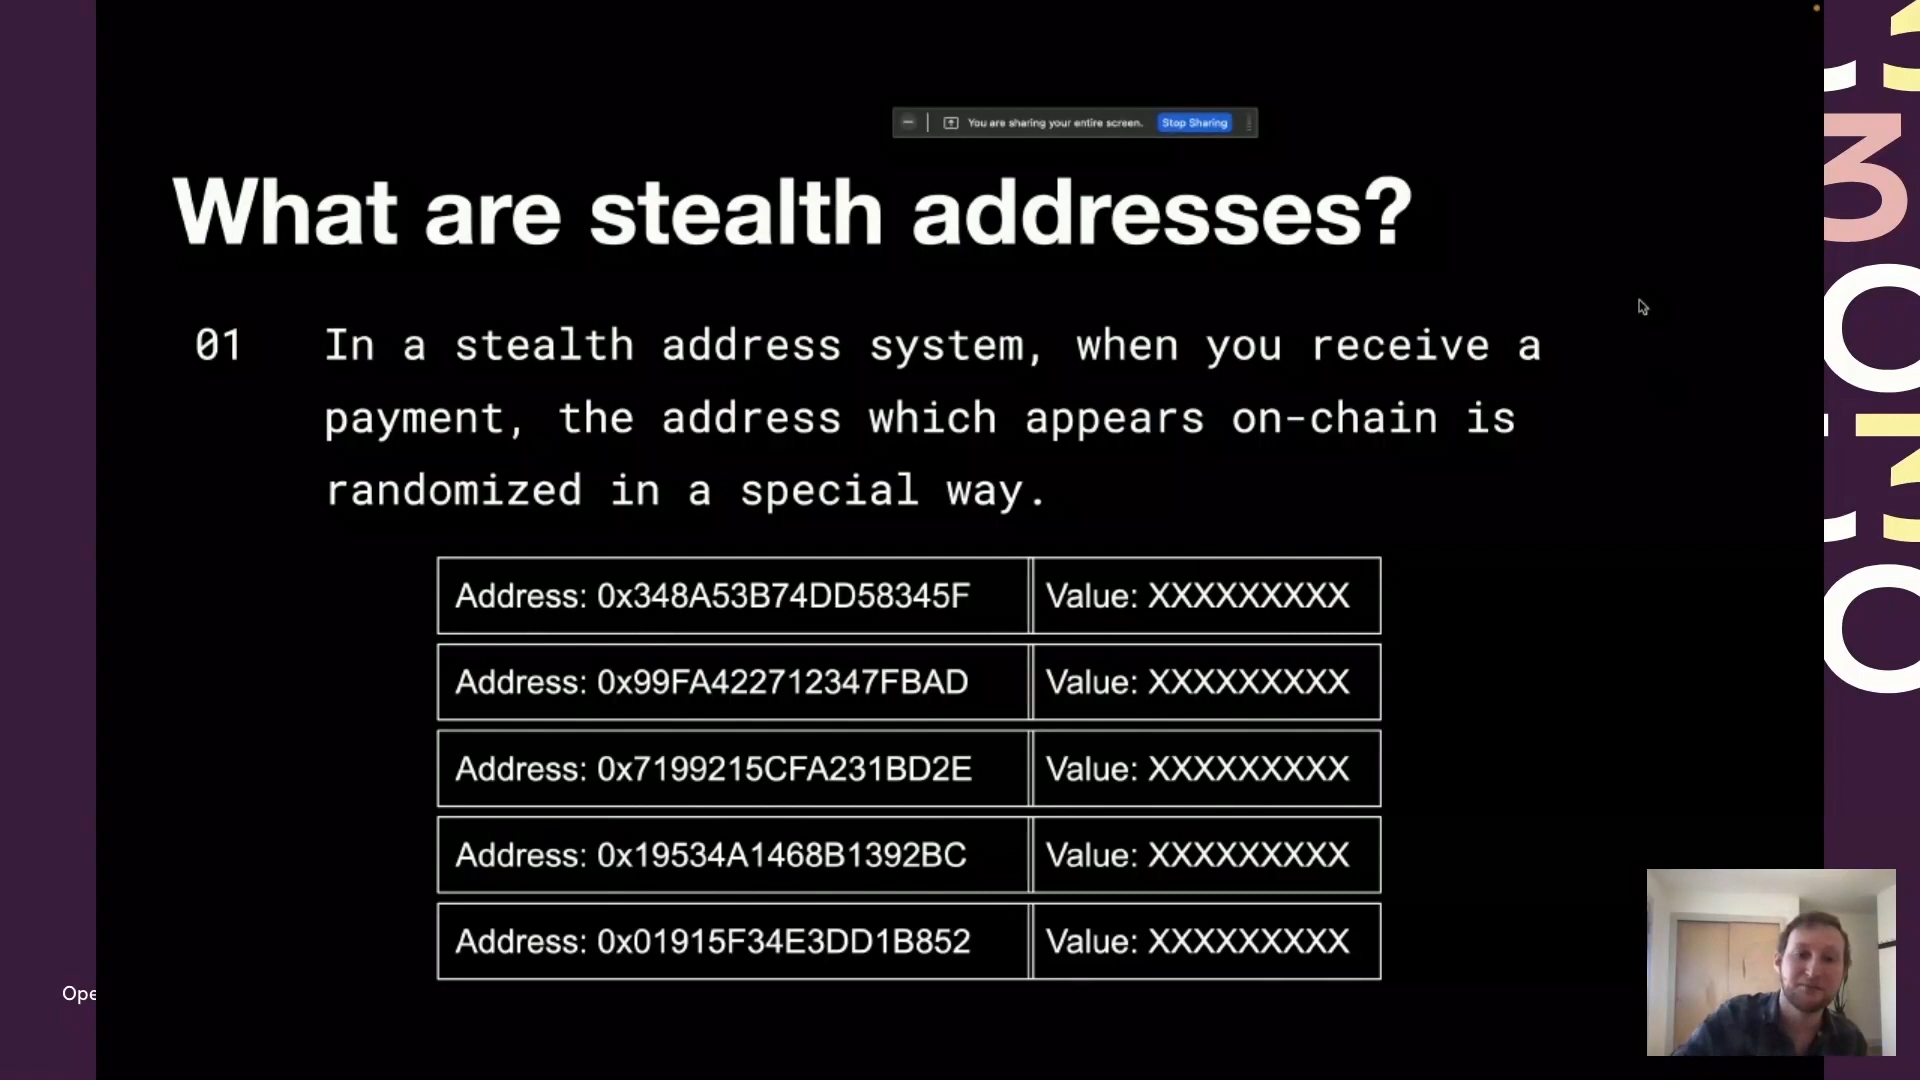 You are sharing your entire screen. Stop Sharing
What are stealth addresses?
01 In a stealth address system, when you receive a
payment, the address which appears on-chain is
randomized in a special way.
Address: 0x348A53B74DD58345F Value: XXXXXXXXX
Address: 0x99FA422712347FBAD Value: XXXXXXXXX
Address: 0x7199215CFA231BD2E Value: XXXXXXXXX
Address: 0x19534A1468B1392BC Value: XXXXXXXXX
Address: 0x01915F34E3DD1B852 Value: XXXXXXXXX
Ope